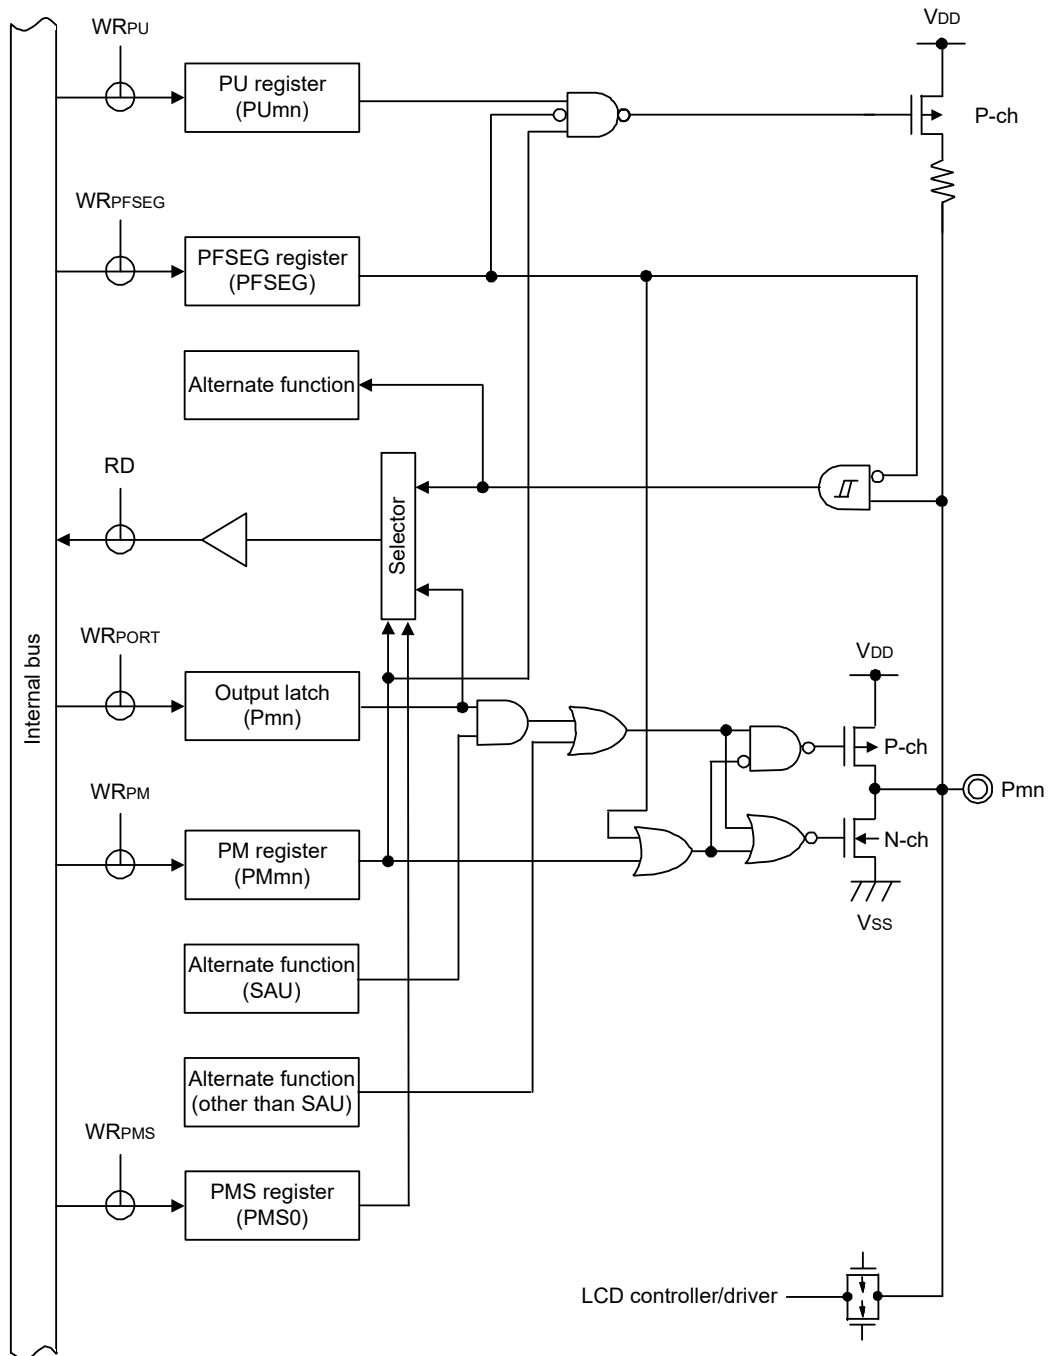 WRPU
VDD
PU register
(PUmn)
P-ch
WRPFSEG
PFSEG register
(PFSEG)
Alternate function
RD
Selector
Internal bus
WRPORT
Output latch
(Pmn)
VDD
P-ch
Pmn
WRPM
PM register
(PMmn)
N-ch
VSS
Alternate function
(SAU)
Alternate function
(other than SAU)
WRPMS
PMS register
(PMS0)
LCD controller/driver